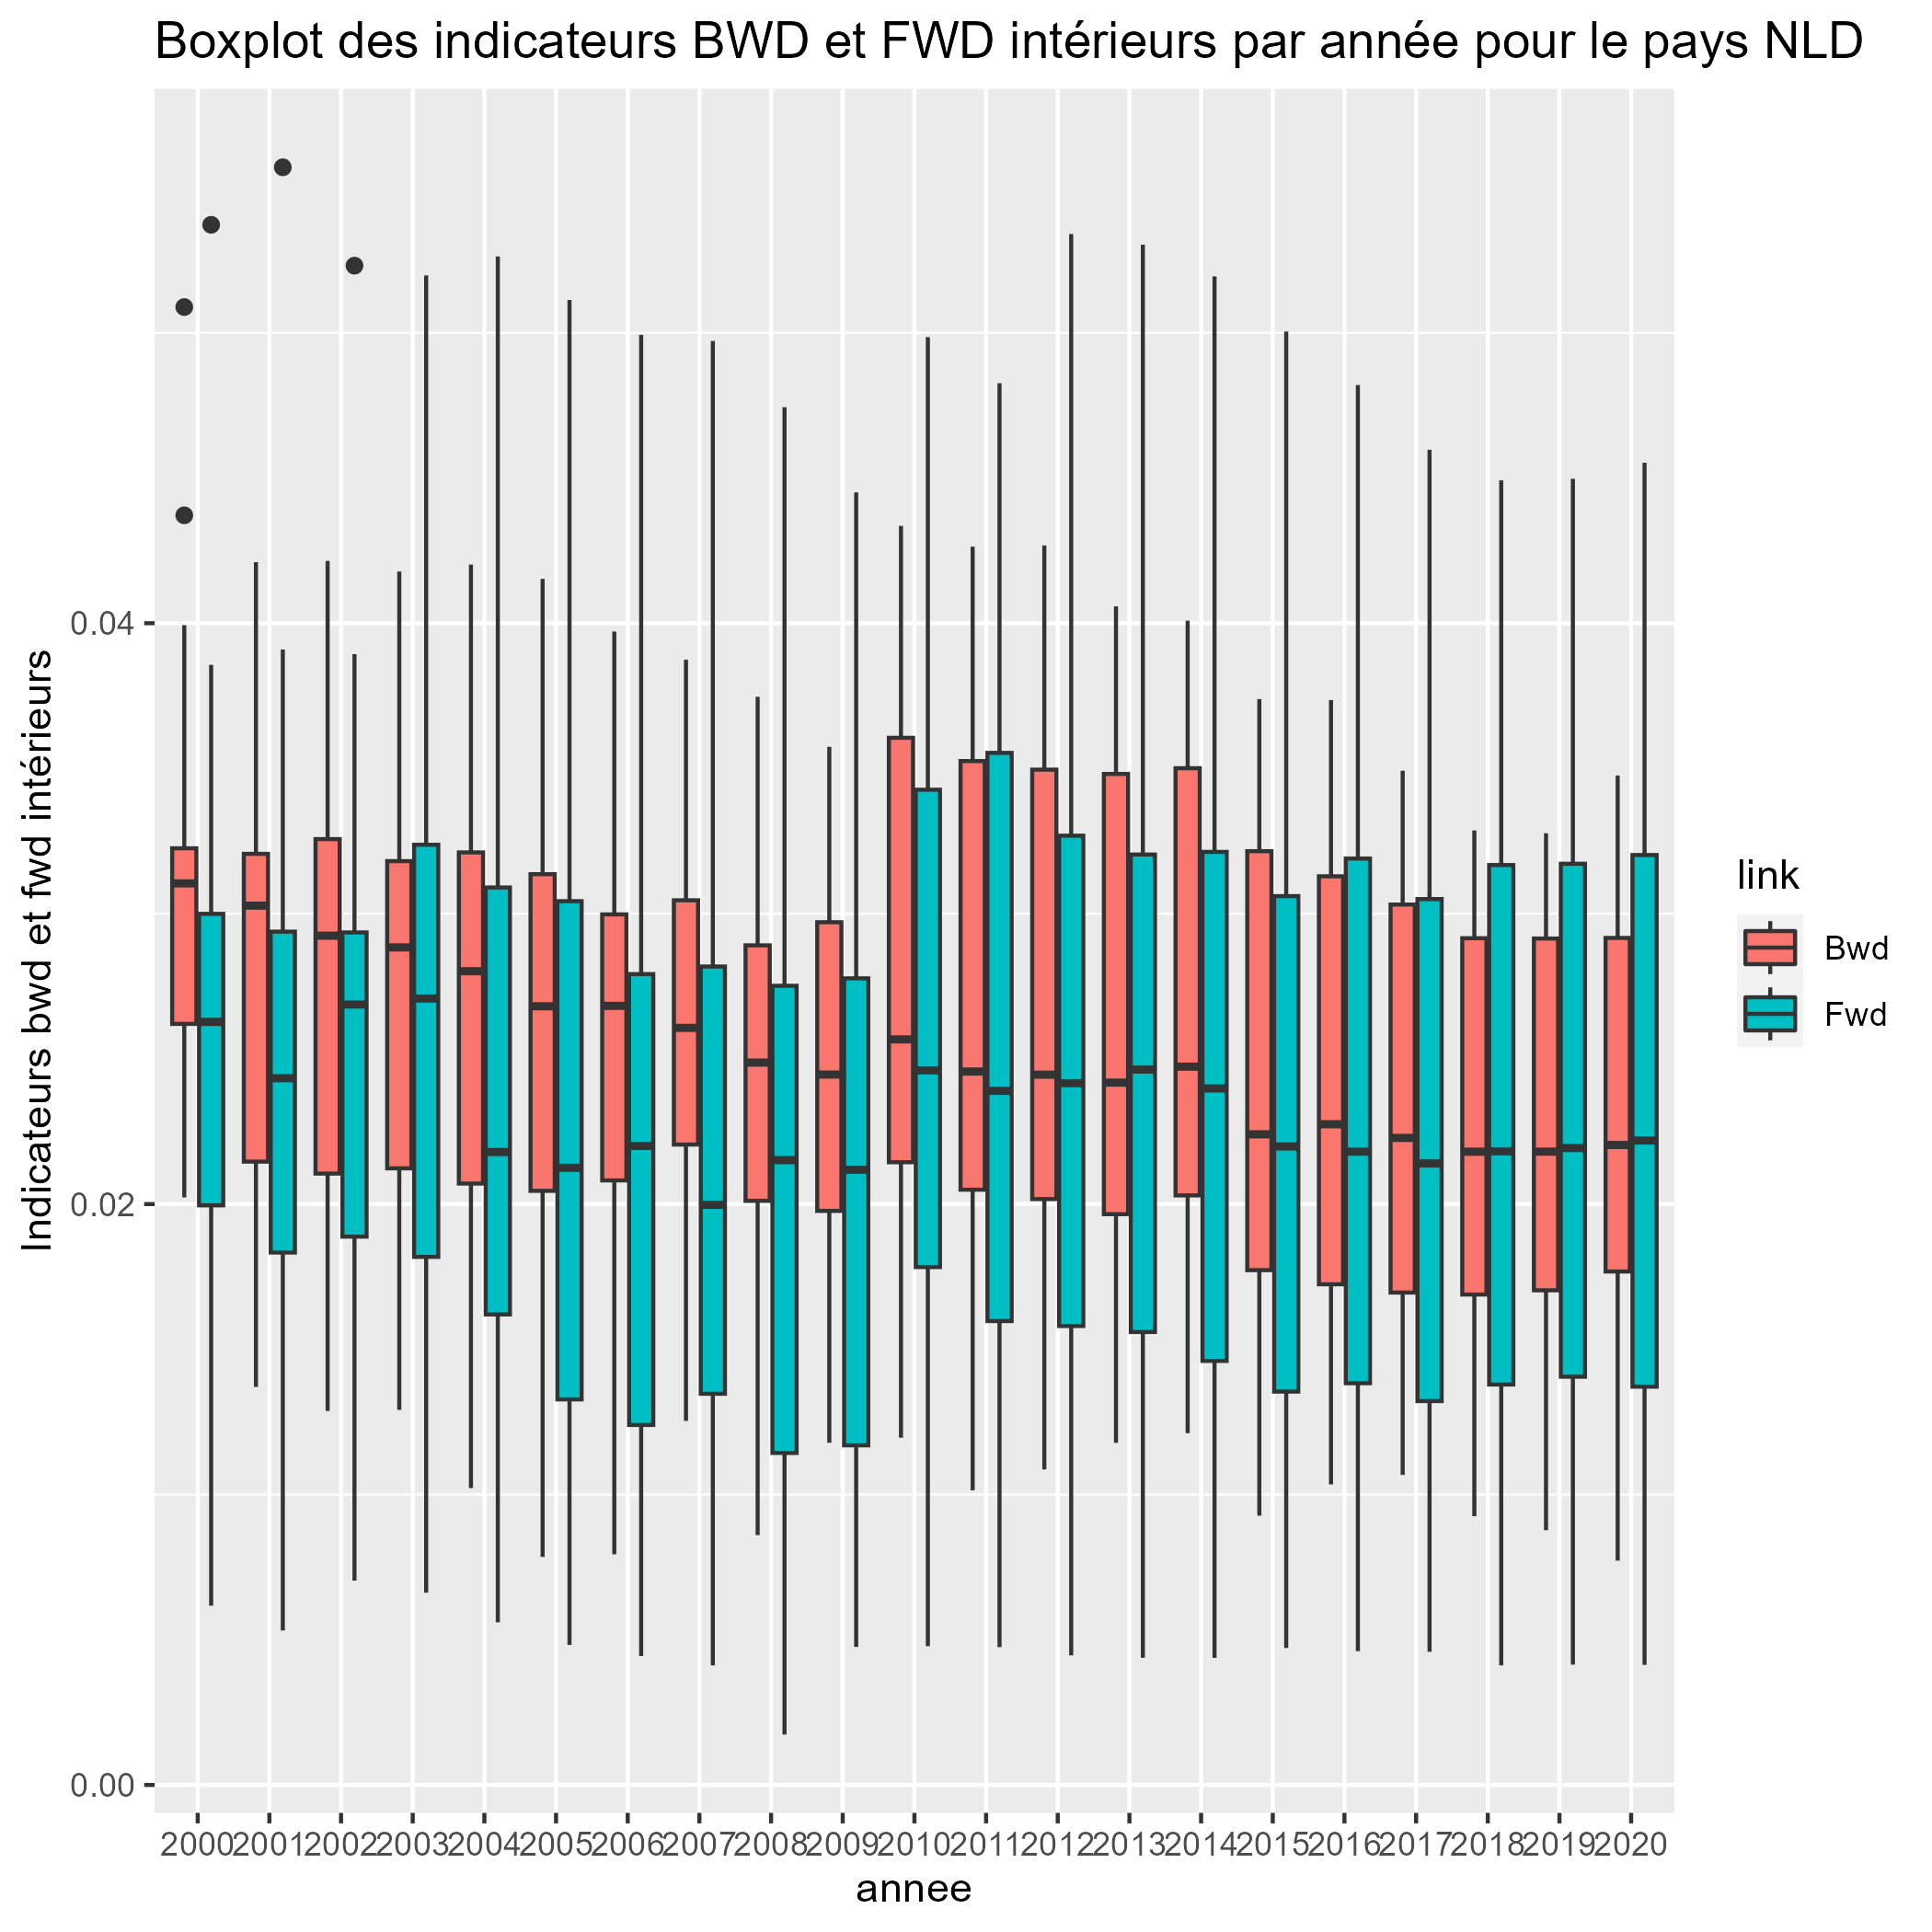 Boxplot des indicateurs BWD et FWD intérieurs par année pour le pays NLD
Indicateurs bwd et fwd intérieurs
0.04
0.02
0.00
2000 2001 2002 2003 2004 2005 2006 2007 2008 2009 2010 2011 2012 2013 2014 2015 2016 2017 2018 2019 2020
annee
link
Bwd
Fwd